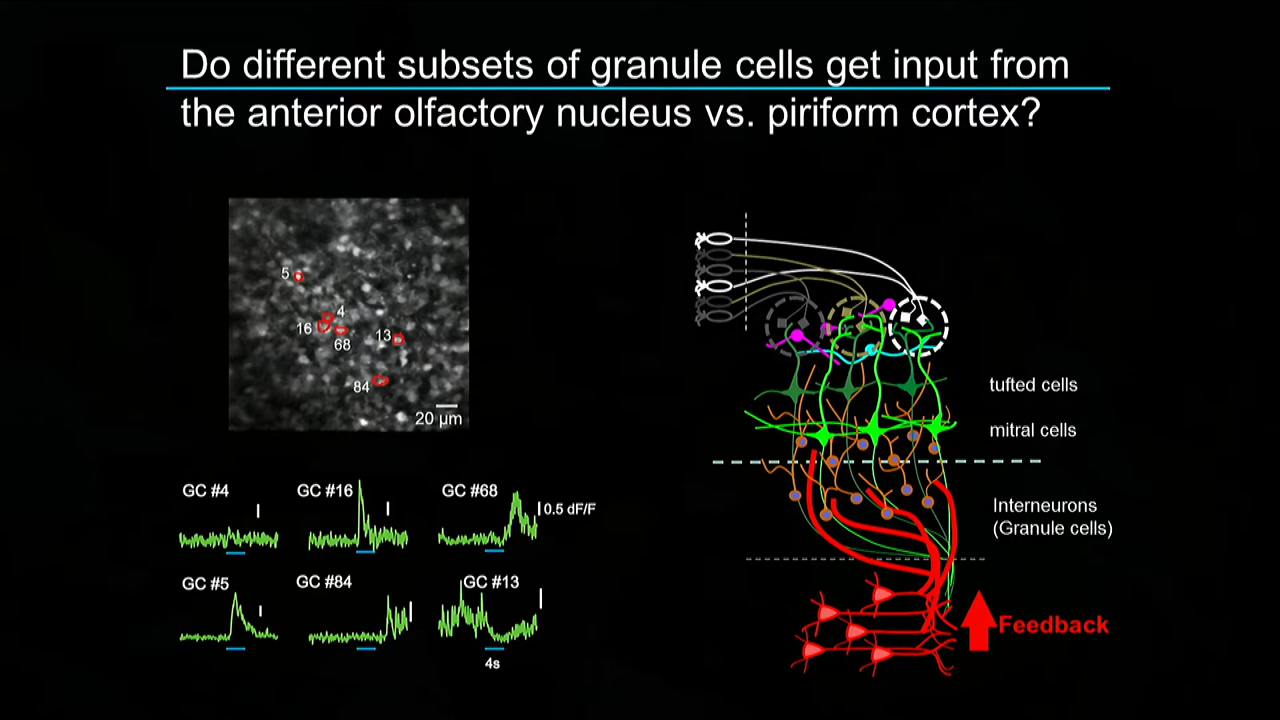 Do different subsets of granule cells get input from
the anterior olfactory nucleus vs. piriform cortex?
5
4
16
68
13
84
20 µm
tufted cells
mitral cells
Interneurons
(Granule cells)
Feedback
GC #4
GC #16
GC #68
0.5 dF/F
GC #5
GC #84
GC #13
4s